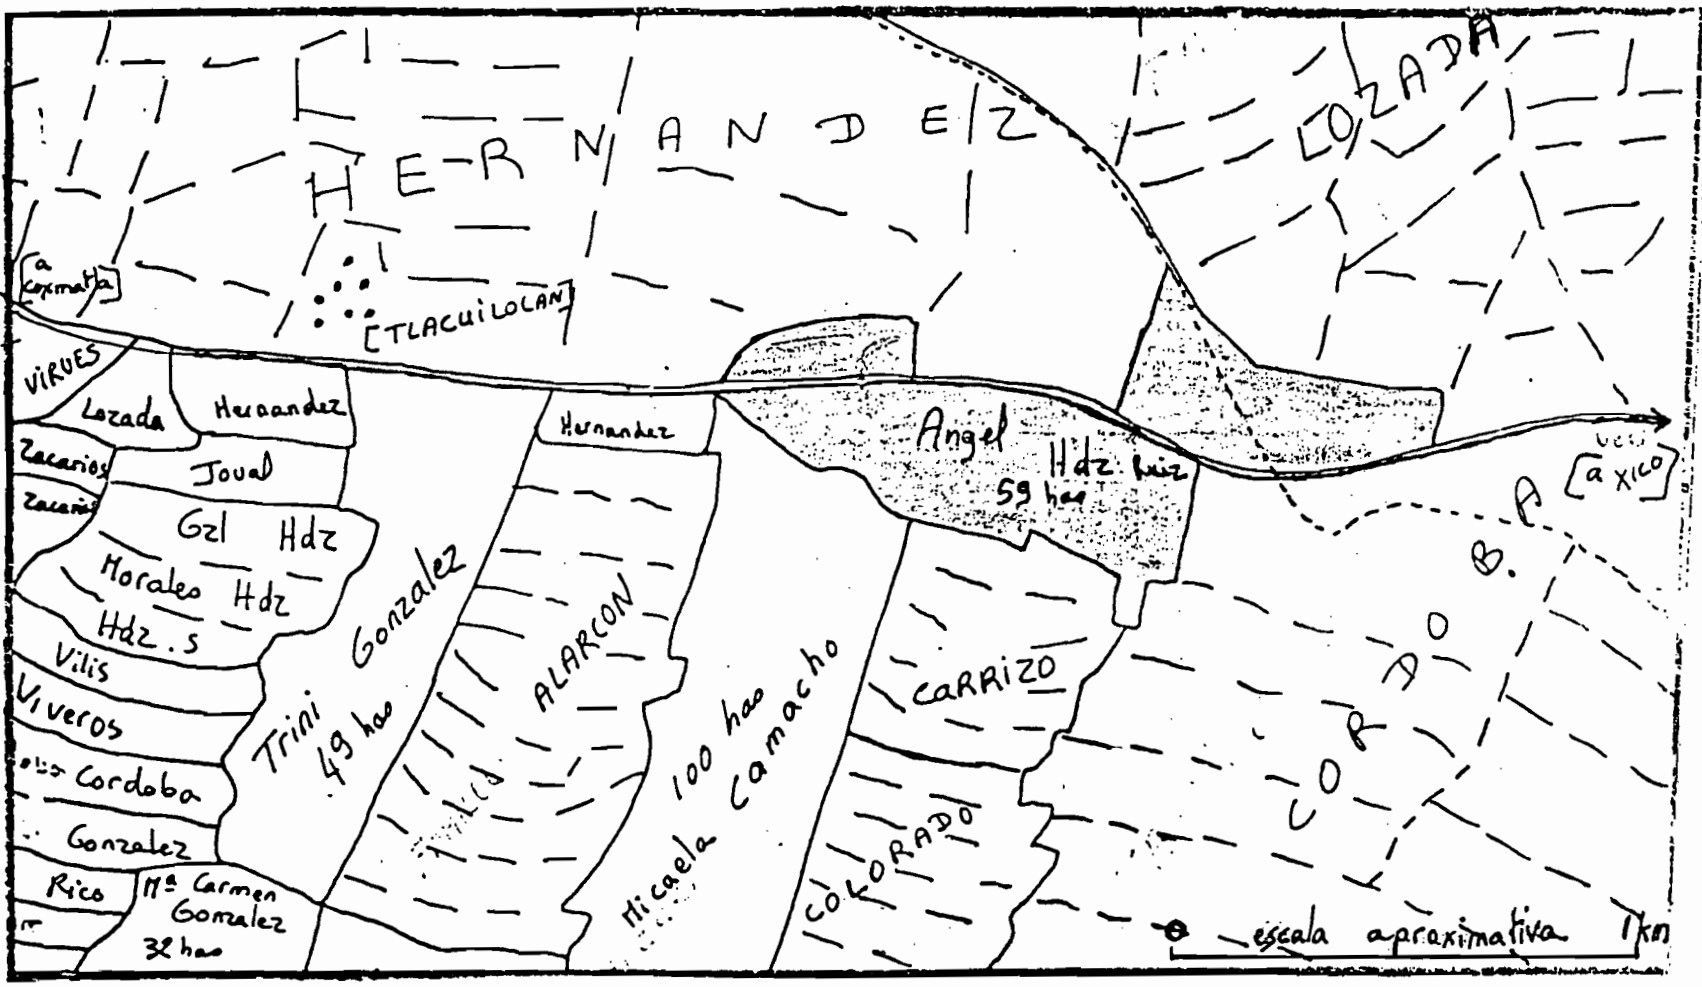 HERNANDEZ
LOZADA
[a coxmatla]
[TLACUILOLAN]
VIRUES
Lozada
Hernandez
Hernandez
Zacarios
Joval
Zacarias
Gzl Hdz
Morales Hdz
Hdz.s
Vilis
Viveros
Cordoba
Gonzalez
Rico
Mª Carmen
Gonzalez
32 has
Trini Gonzalez
49 has
ALARCON
100 has
Micaela Camacho
Angel
Hdz. Ruiz
59 has
CARRIZO
COLORADO
CORDOBA
[a XICO]
0 escala aproximativa 1km